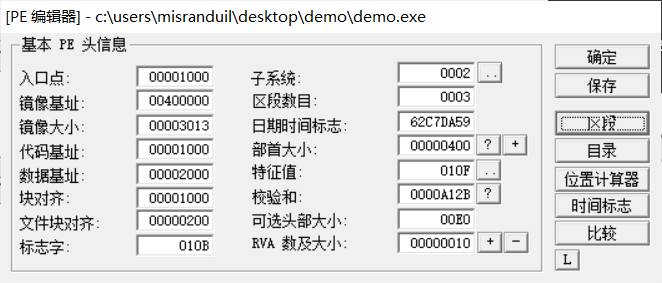 [PE 编辑器] - c:\users\misranduil\desktop\demo\demo.exe
基本 PE 头信息
入口点: 00001000 子系统: 0002 .. 确定
镜像基址: 00400000 区段数目: 0003 保存
镜像大小: 00003013 日期时间标志: 62C7DA59 区段
代码基址: 00001000 部首大小: 00000400 ? + 目录
数据基址: 00002000 特征值: 010F .. 位置计算器
块对齐: 00001000 校验和: 0000A12B ? 时间标志
文件块对齐: 00000200 可选头部大小: 00E0 比较
标志字: 010B RVA 数及大小: 00000010 + - L